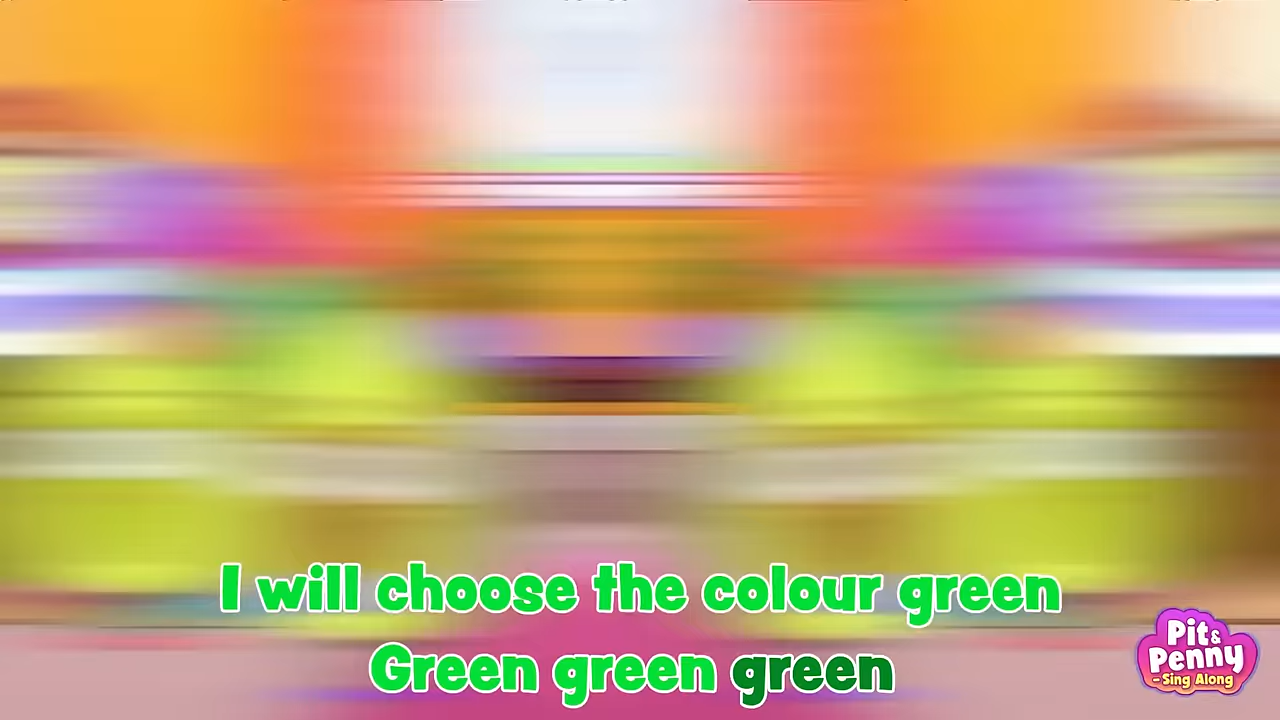 I will choose the colour green
Green green green
Pit &
Penny
- Sing Along